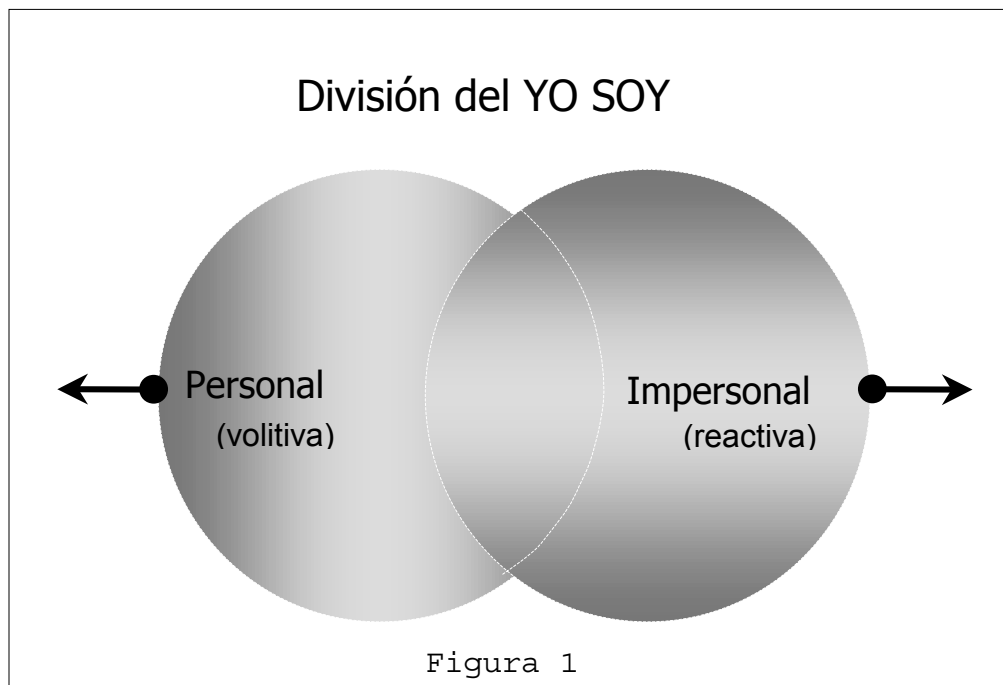 División del YO SOY
Personal
(volitiva)
Impersonal
(reactiva)
Figura 1